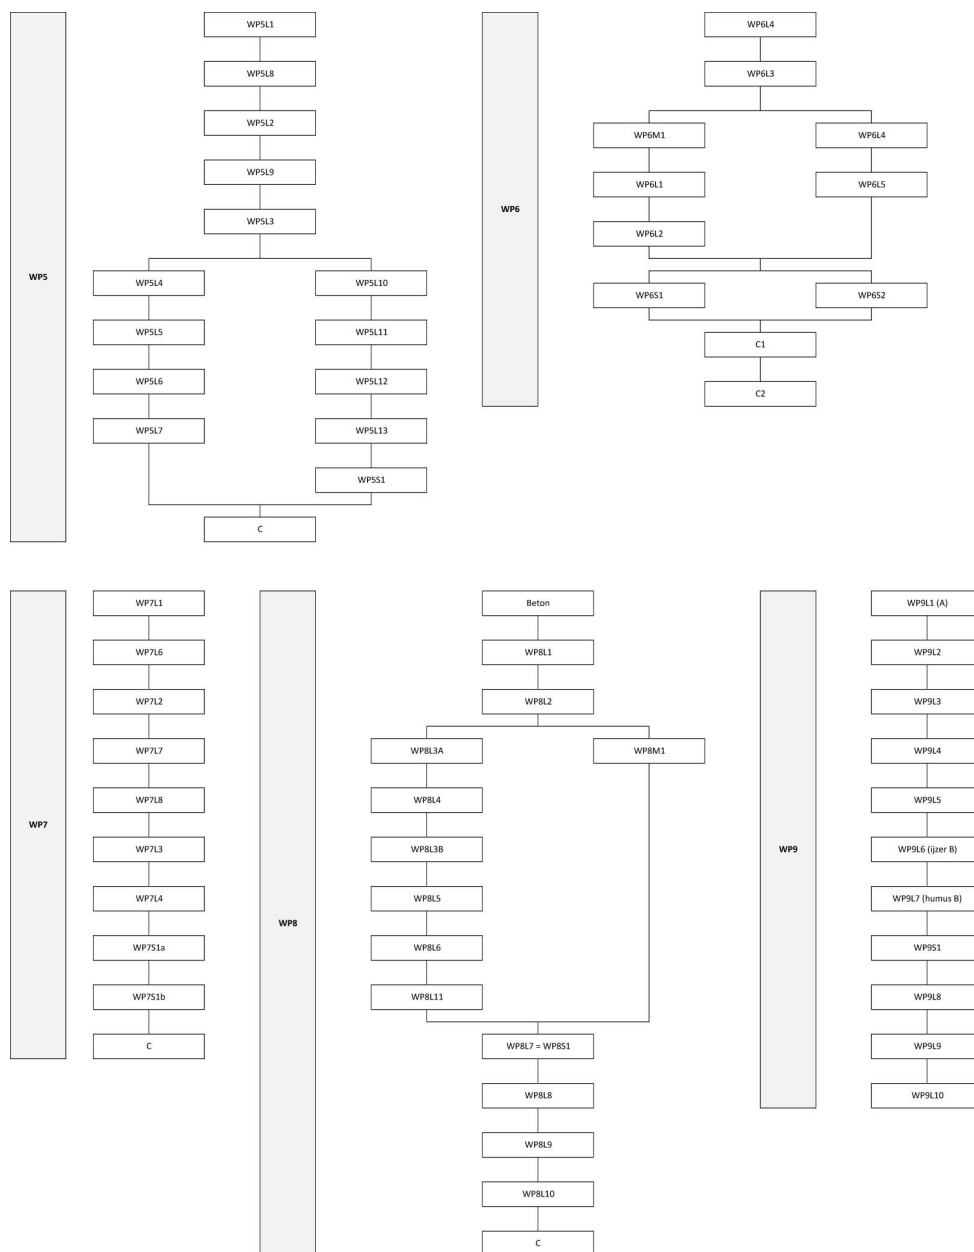 WP5
WP5L1
WP5L8
WP5L2
WP5L9
WP5L3
WP5L4
WP5L10
WP5L5
WP5L11
WP5L6
WP5L12
WP5L7
WP5L13
WP5S1
C
WP6
WP6L4
WP6L3
WP6M1
WP6L4
WP6L1
WP6L5
WP6L2
WP6S1
WP6S2
C1
C2
WP7
WP7L1
WP7L6
WP7L2
WP7L7
WP7L8
WP7L3
WP7L4
WP7S1a
WP7S1b
C
WP8
Beton
WP8L1
WP8L2
WP8L3A
WP8M1
WP8L4
WP8L3B
WP8L5
WP8L6
WP8L11
WP8L7 = WP8S1
WP8L8
WP8L9
WP8L10
C
WP9
WP9L1 (A)
WP9L2
WP9L3
WP9L4
WP9L5
WP9L6 (ijzer B)
WP9L7 (humus B)
WP9S1
WP9L8
WP9L9
WP9L10